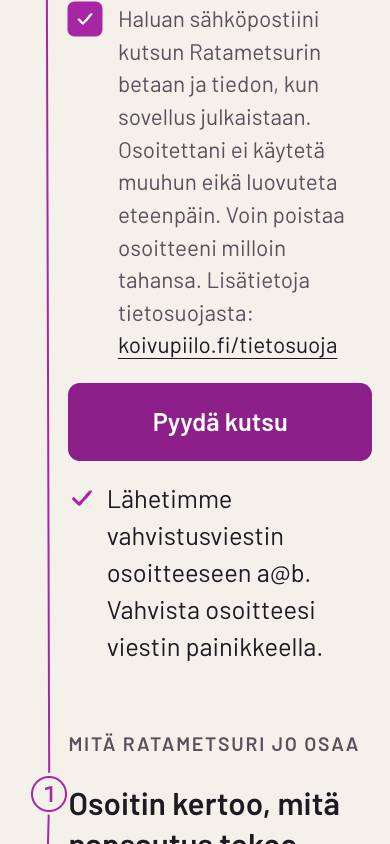 Haluan sähköpostiini
kutsun Ratametsurin
betaan ja tiedon, kun
sovellus julkaistaan.
Osoitettani ei käytetä
muuhun eikä luovuteta
eteenpäin. Voin poistaa
osoitteeni milloin
tahansa. Lisätietoja
tietosuojasta:
koivupiilo.fi/tietosuoja
Pyydä kutsu
Lähetimme
vahvistusviestin
osoitteeseen a@b.
Vahvista osoitteesi
viestin painikkeella.
MITÄ RATAMETSURI JO OSAA
1
Osoitin kertoo, mitä